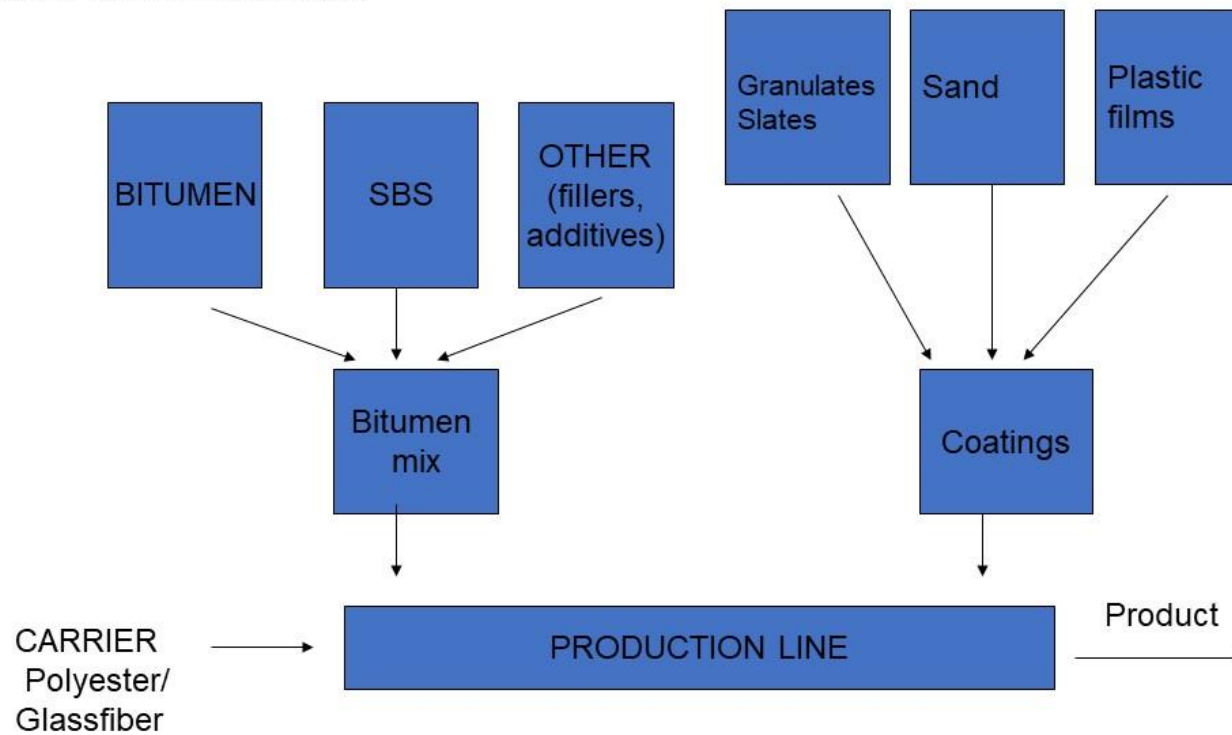 Granulates
Slates
Sand
Plastic
films
BITUMEN
SBS
OTHER
(fillers,
additives)
Bitumen
mix
Coatings
CARRIER
Polyester/
Glassfiber
PRODUCTION LINE
Product